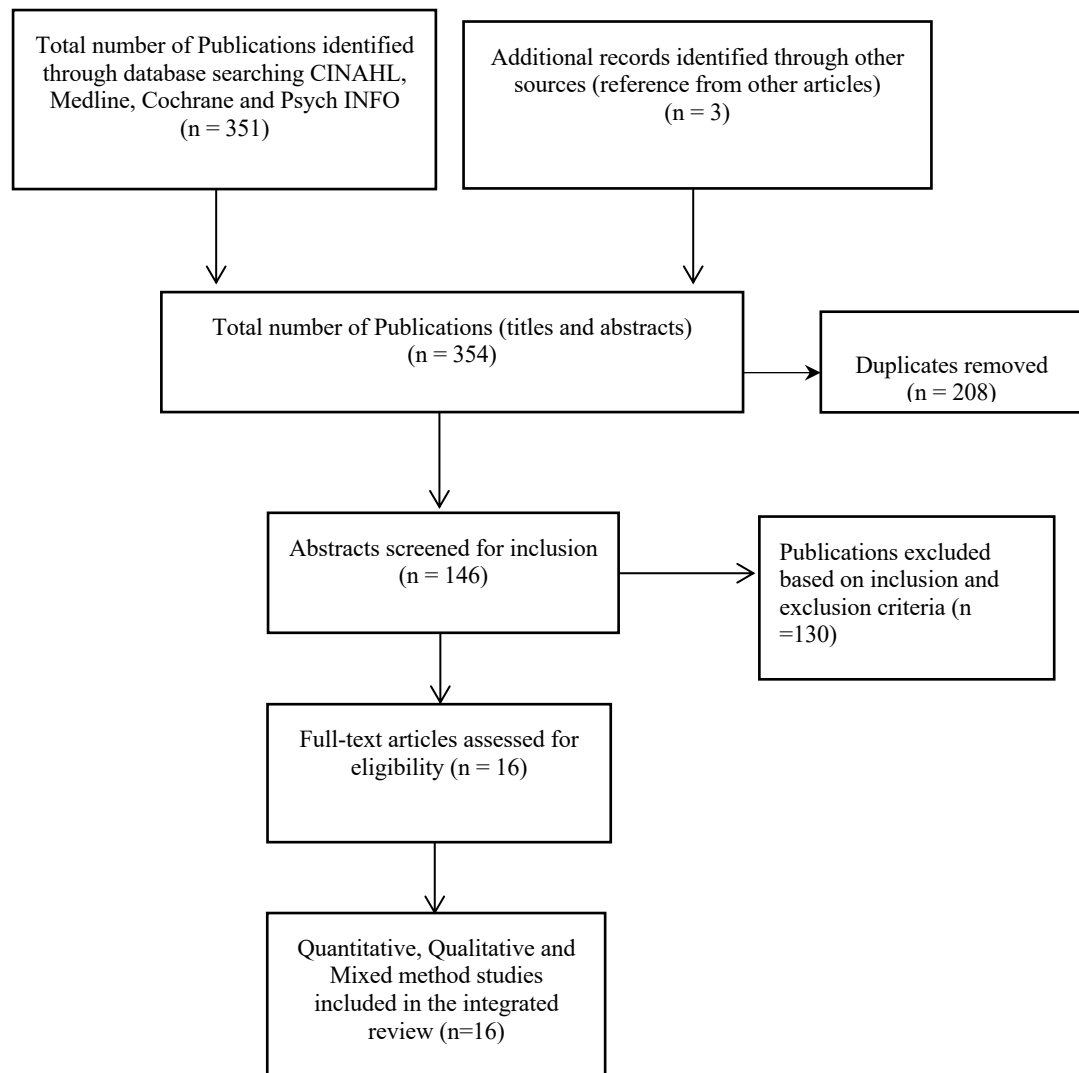 Total number of Publications identified
through database searching CINAHL,
Medline, Cochrane and Psych INFO
(n = 351)
Additional records identified through other
sources (reference from other articles)
(n = 3)
Total number of Publications (titles and abstracts)
(n = 354)
Duplicates removed
(n = 208)
Abstracts screened for inclusion
(n = 146)
Publications excluded
based on inclusion and
exclusion criteria (n
=130)
Full-text articles assessed for
eligibility (n = 16)
Quantitative, Qualitative and
Mixed method studies
included in the integrated
review (n=16)